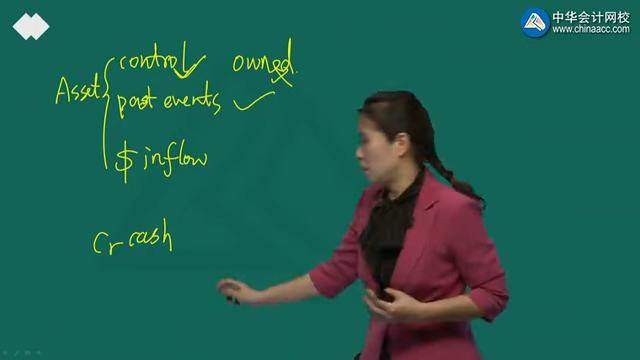 中华会计网校
www.chinaacc.com
control owned
Asset past events
$ inflow
Cr cash